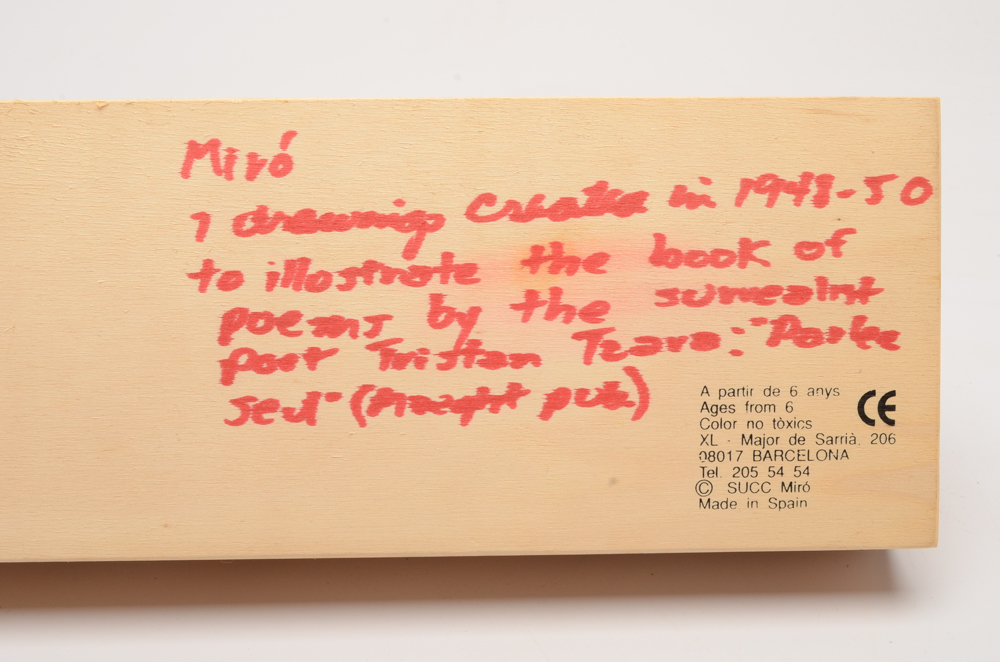 Miró
7 drawings created in 1948-50
to illustrate the book of
poems by the surrealist
poet Tristan Tzara: "Parler
seul" (Maeght pub.)
A partir de 6 anys
Ages from 6
Color no tòxics
XL - Major de Sarrià, 206
08017 BARCELONA
Tel. 205 54 54
© SUCC Miró
Made in Spain
CE